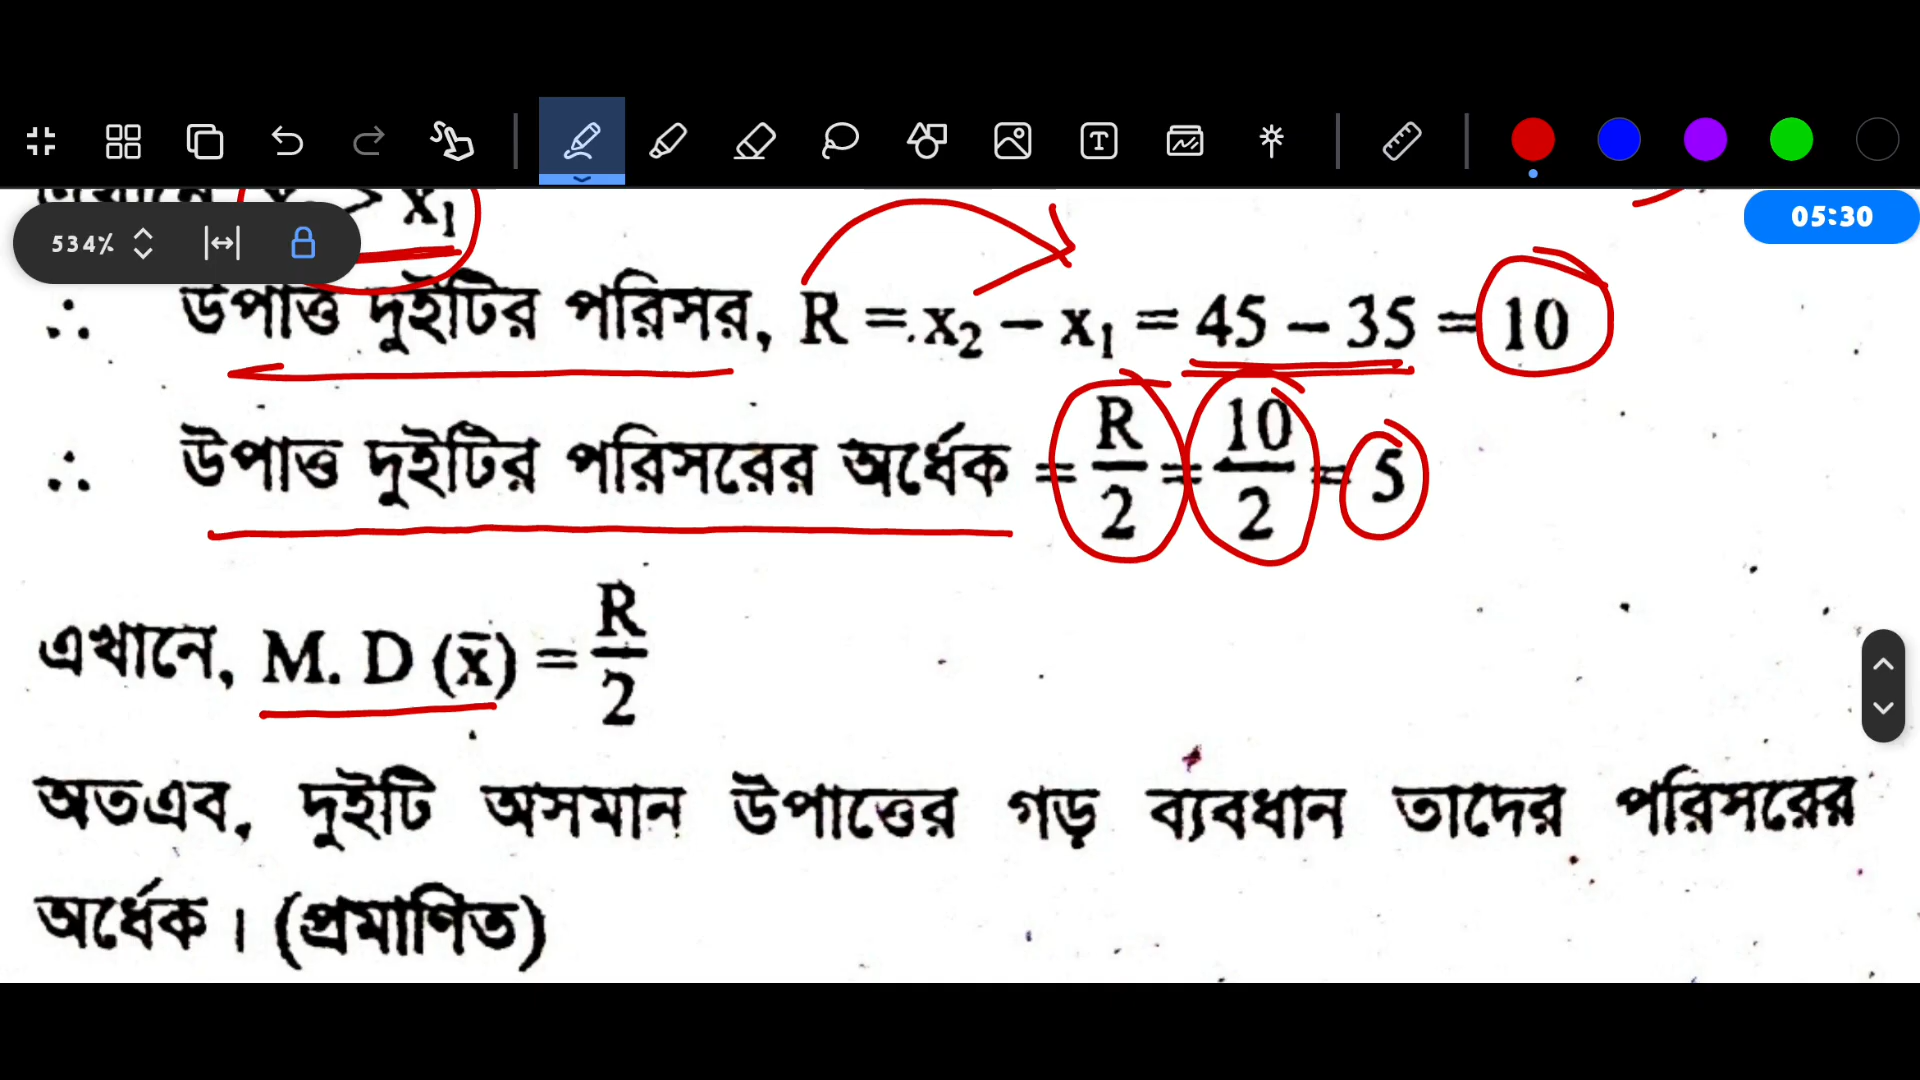 534%
05:30
> x₁
∴ উপাত্ত দুইটির পরিসর, R = x₂ – x₁ = 45 – 35 = 10
∴ উপাত্ত দুইটির পরিসরের অর্ধেক = R/2 = 10/2 = 5
এখানে, M. D (x̄) = R/2
অতএব, দুইটি অসমান উপাত্তের গড় ব্যবধান তাদের পরিসরের
অর্ধেক। (প্রমাণিত)